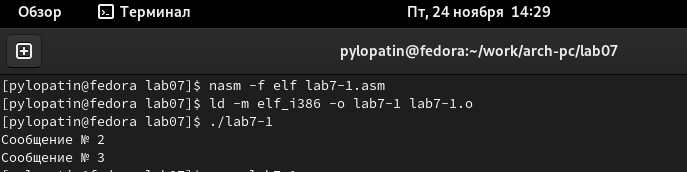 Обзор Терминал Пт, 24 ноября 14:29
pylopatin@fedora:~/work/arch-pc/lab07
[pylopatin@fedora lab07]$ nasm -f elf lab7-1.asm
[pylopatin@fedora lab07]$ ld -m elf_i386 -o lab7-1 lab7-1.o
[pylopatin@fedora lab07]$ ./lab7-1
Сообщение № 2
Сообщение № 3